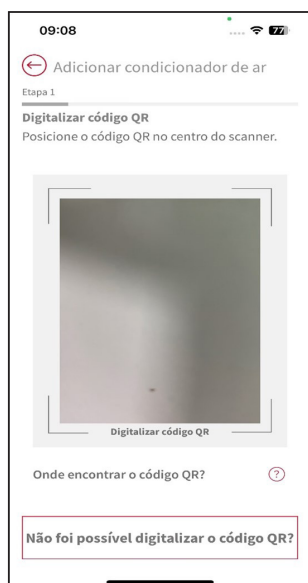 09:08
77
Adicionar condicionador de ar
Etapa 1
Digitalizar código QR
Posicione o código QR no centro do scanner.
Digitalizar código QR
Onde encontrar o código QR?
?
Não foi possível digitalizar o código QR?